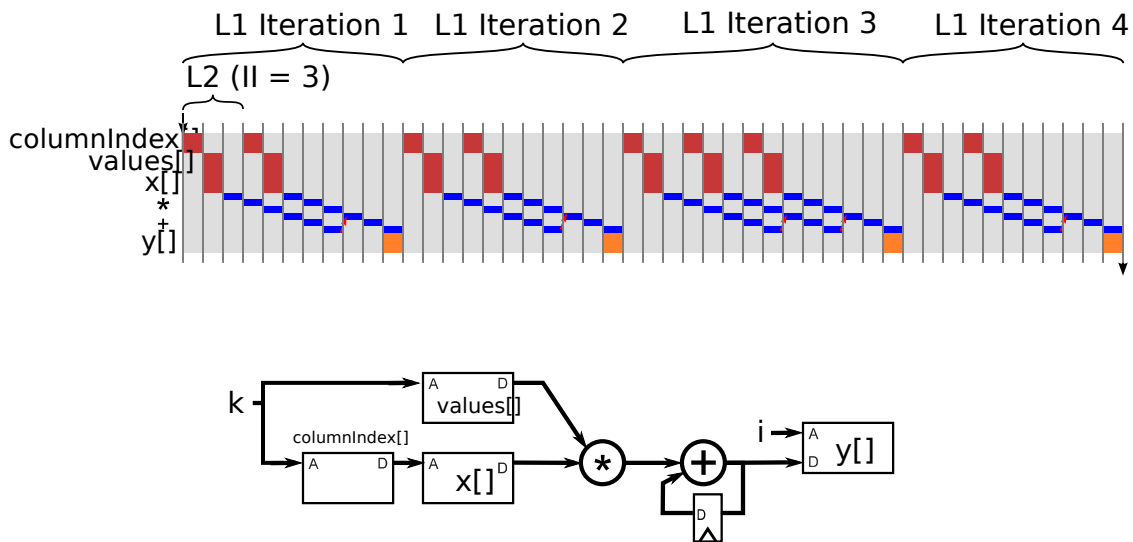 L1 Iteration 1 L1 Iteration 2 L1 Iteration 3 L1 Iteration 4
L2 (II = 3)
columnIndex[]
values[]
x[]
*
+
y[]
k
A D
values[]
columnIndex[]
A D
A D
x[]
*
+
D
i
A
D
y[]